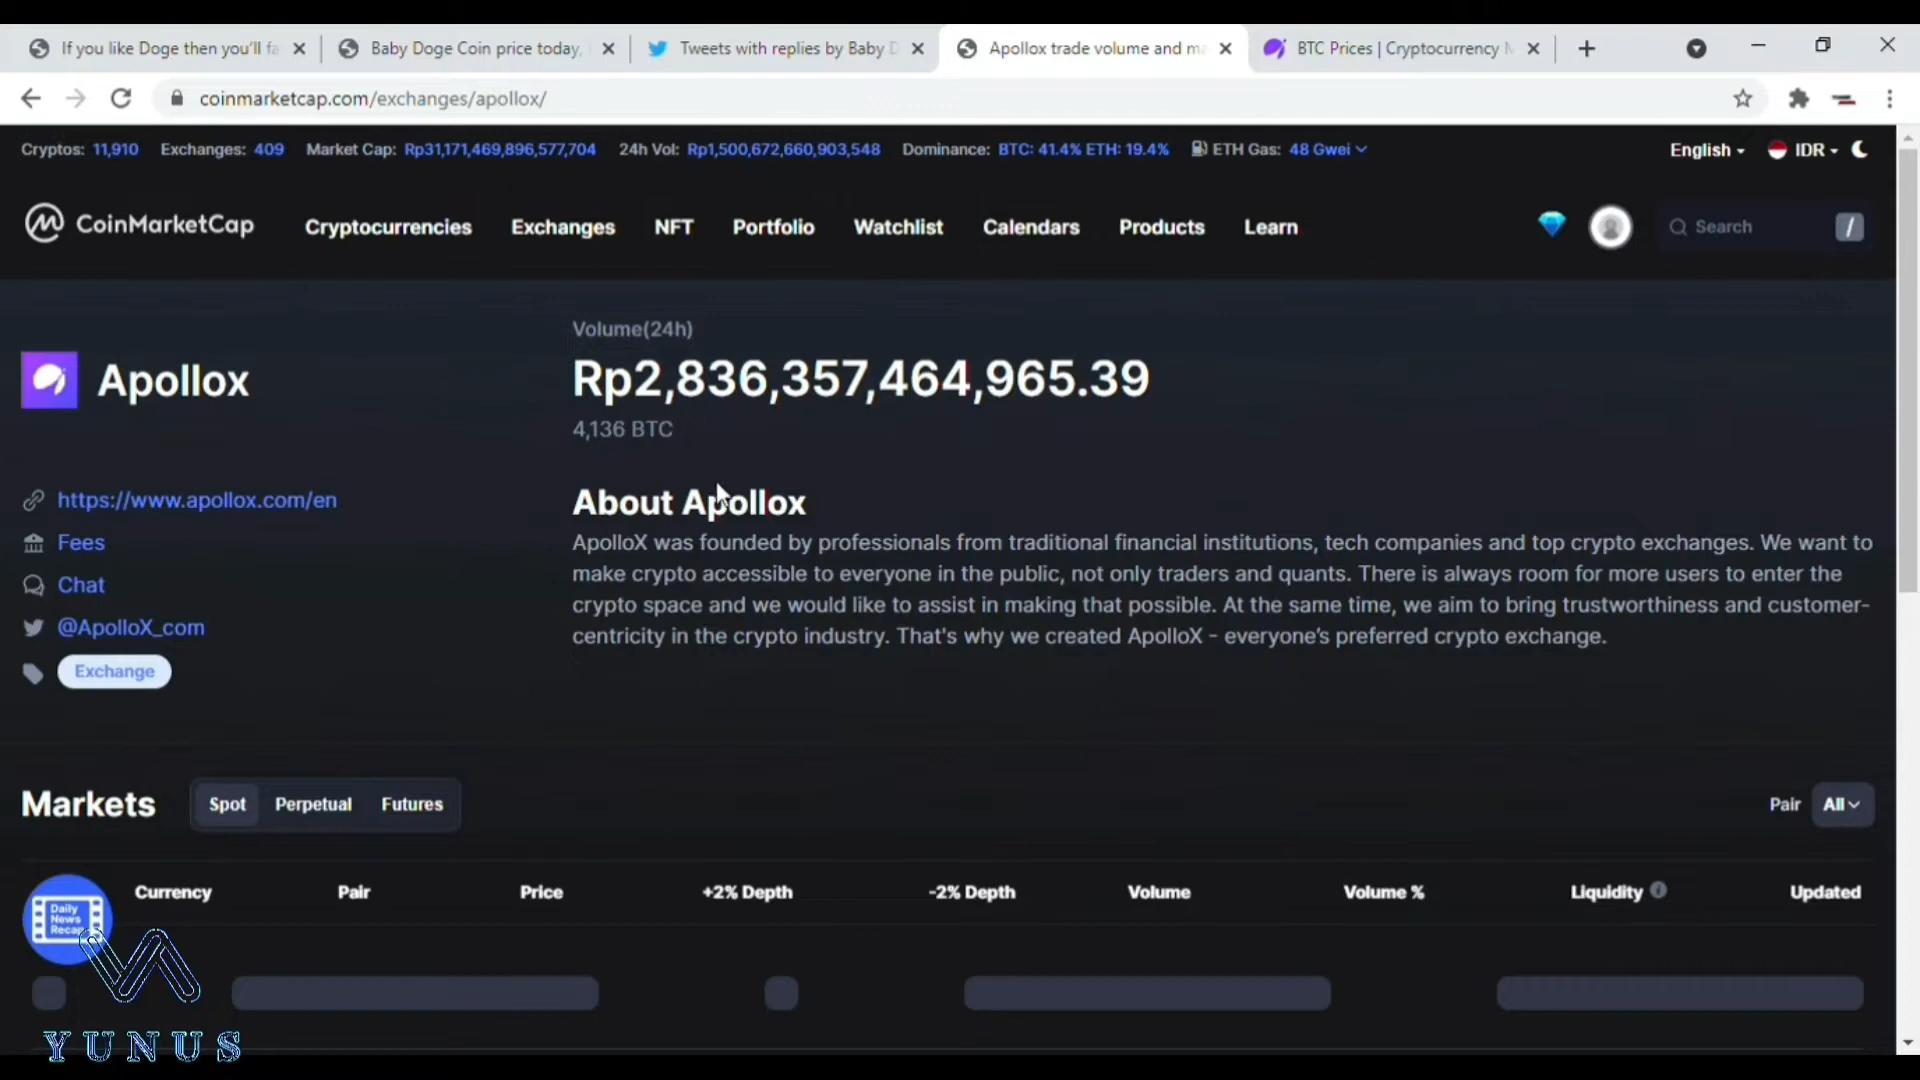 If you like Doge then you'll fa
Baby Doge Coin price today,
Tweets with replies by Baby D
Apollox trade volume and ma
BTC Prices | Cryptocurrency M
coinmarketcap.com/exchanges/apollox/
Cryptos: 11,910 Exchanges: 409 Market Cap: Rp31,171,469,896,577,704 24h Vol: Rp1,500,672,660,903,548 Dominance: BTC: 41.4% ETH: 19.4% ETH Gas: 48 Gwei English IDR
CoinMarketCap Cryptocurrencies Exchanges NFT Portfolio Watchlist Calendars Products Learn Search /
Apollox
https://www.apollox.com/en
Fees
Chat
@ApolloX_com
Exchange
Volume(24h)
Rp2,836,357,464,965.39
4,136 BTC
About Apollox
ApolloX was founded by professionals from traditional financial institutions, tech companies and top crypto exchanges. We want to
make crypto accessible to everyone in the public, not only traders and quants. There is always room for more users to enter the
crypto space and we would like to assist in making that possible. At the same time, we aim to bring trustworthiness and customer-
centricity in the crypto industry. That's why we created ApolloX - everyone's preferred crypto exchange.
Markets Spot Perpetual Futures Pair All
Currency Pair Price +2% Depth -2% Depth Volume Volume % Liquidity Updated
Daily
News
Recap
YUNUS